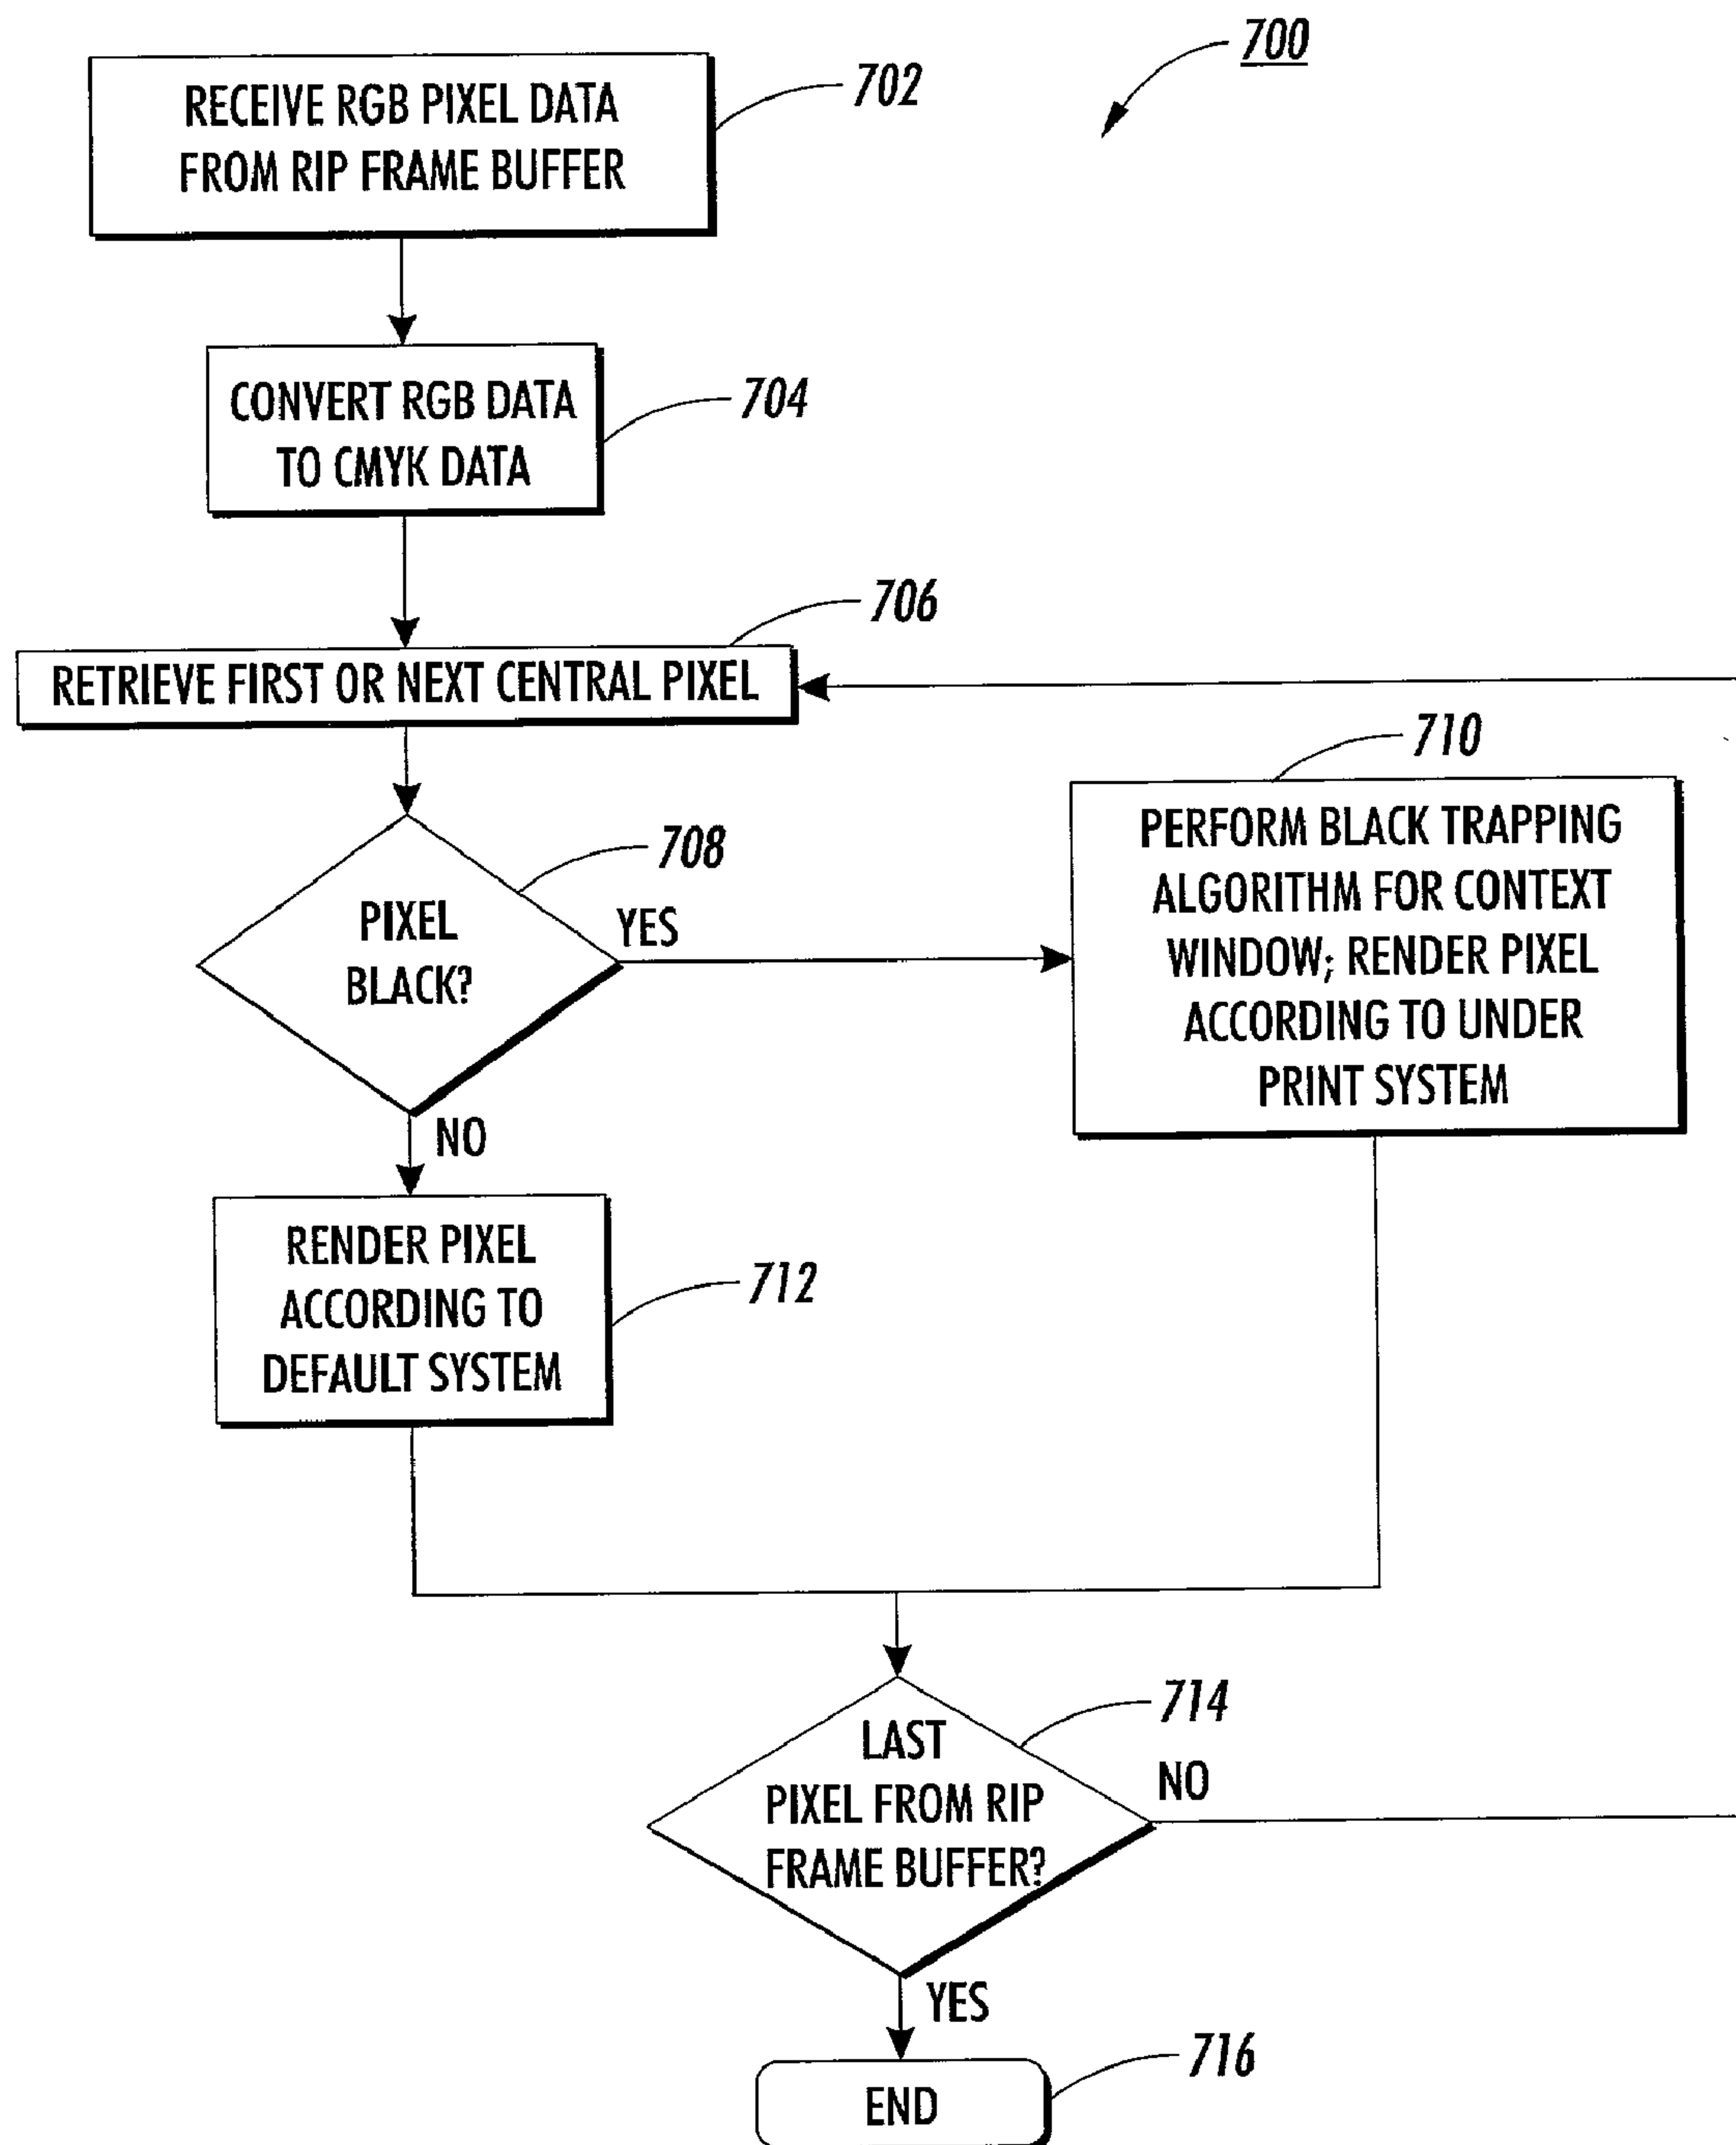 700
RECEIVE RGB PIXEL DATA
FROM RIP FRAME BUFFER
702
CONVERT RGB DATA
TO CMYK DATA
704
706
RETRIEVE FIRST OR NEXT CENTRAL PIXEL
708
PIXEL
BLACK?
YES
NO
710
PERFORM BLACK TRAPPING
ALGORITHM FOR CONTEXT
WINDOW; RENDER PIXEL
ACCORDING TO UNDER
PRINT SYSTEM
RENDER PIXEL
ACCORDING TO
DEFAULT SYSTEM
712
714
LAST
PIXEL FROM RIP
FRAME BUFFER?
NO
YES
716
END